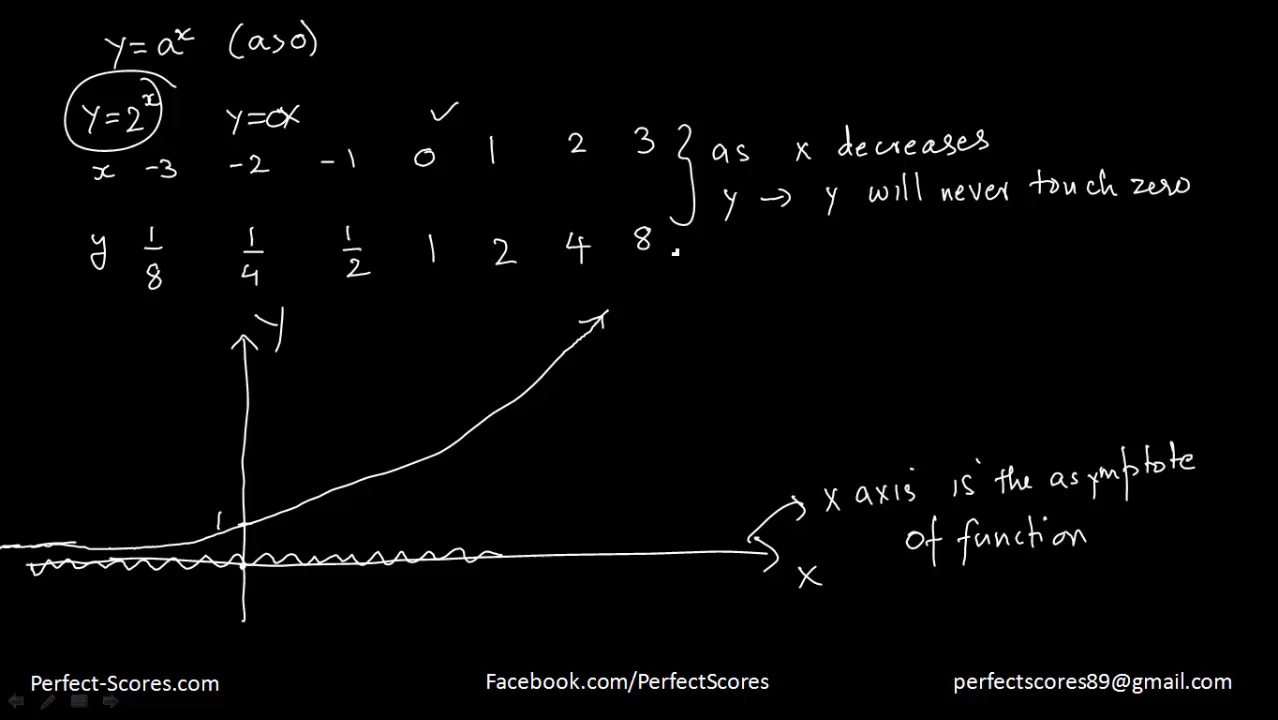 y = aˣ (a>0)
y = 2ˣ y = αx
x -3 -2 -1 0 1 2 3
y 1/8 1/4 1/2 1 2 4 8
as x decreases
y → y will never touch zero
Y
1
x axis is the asymptote
of function
X
Perfect-Scores.com Facebook.com/PerfectScores perfectscores89@gmail.com